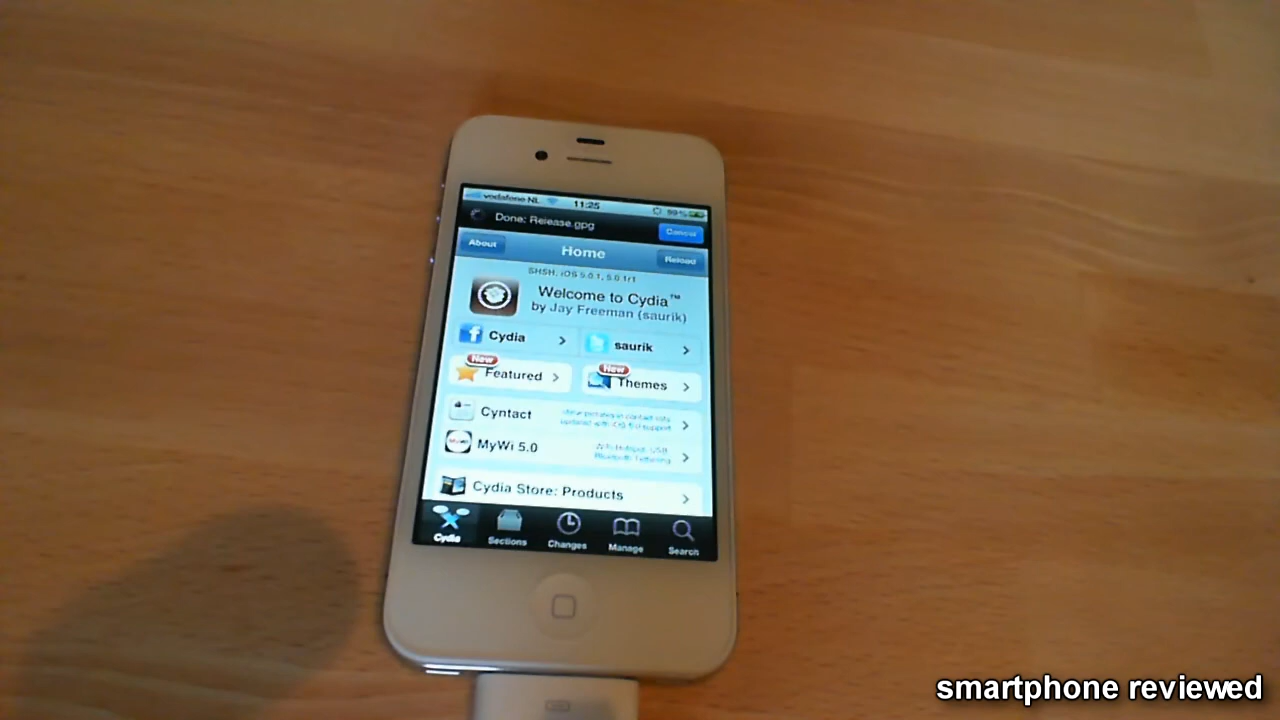 vodafone NL 11:25 99%
Done: Release.gpg Cancel
About Home Reload
SHSH, iOS 5.0.1, 5.0.1r1
Welcome to Cydia™
by Jay Freeman (saurik)
Cydia saurik
New New
Featured Themes
Cyntact
MyWi 5.0
Cydia Store: Products
Cydia Sections Changes Manage Search
smartphone reviewed